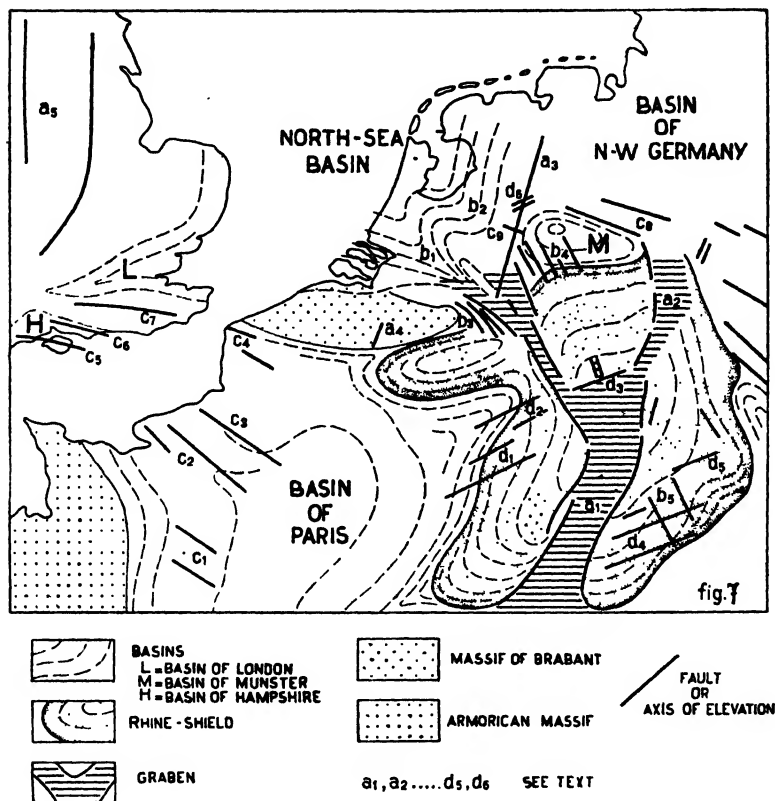 a5
NORTH-SEA
BASIN
BASIN
OF
N-W GERMANY
a3
d6
b2
c9
c8
b4
M
b1
L
c7
H
c6
c5
a2
a4
b3
c4
d3
c3
d2
c2
d1
d5
BASIN
OF
PARIS
b5
a1
d4
c1
fig.7
BASINS
L=BASIN OF LONDON
M=BASIN OF MUNSTER
H=BASIN OF HAMPSHIRE
RHINE-SHIELD
GRABEN
MASSIF OF BRABANT
ARMORICAN MASSIF
a1,a2.....d5,d6 SEE TEXT
FAULT
OR
AXIS OF ELEVATION